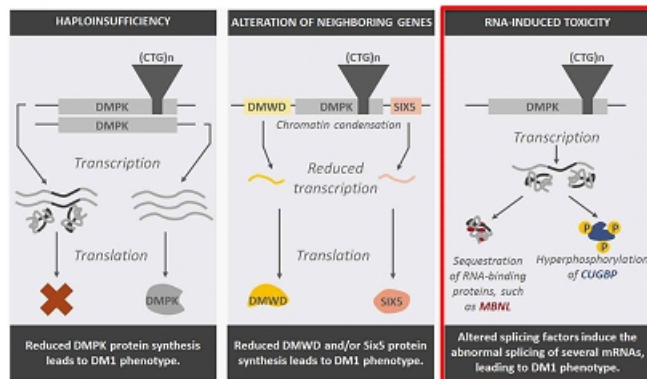 HAPLOINSUFFICIENCY
(CTG)n
DMPK
DMPK
Transcription
Translation
DMPK
Reduced DMPK protein synthesis
leads to DM1 phenotype.
ALTERATION OF NEIGHBORING GENES
(CTG)n
DMWD
DMPK
SIX5
Chromatin condensation
Reduced
transcription
Translation
DMWD
SIX5
Reduced DMWD and/or Six5 protein
synthesis leads to DM1 phenotype.
RNA-INDUCED TOXICITY
(CTG)n
DMPK
Transcription
Sequestration
of RNA-binding
proteins, such
as MBNL
P
P
P
Hyperphosphorylation
of CUGBP
Altered splicing factors induce the
abnormal splicing of several mRNAs,
leading to DM1 phenotype.